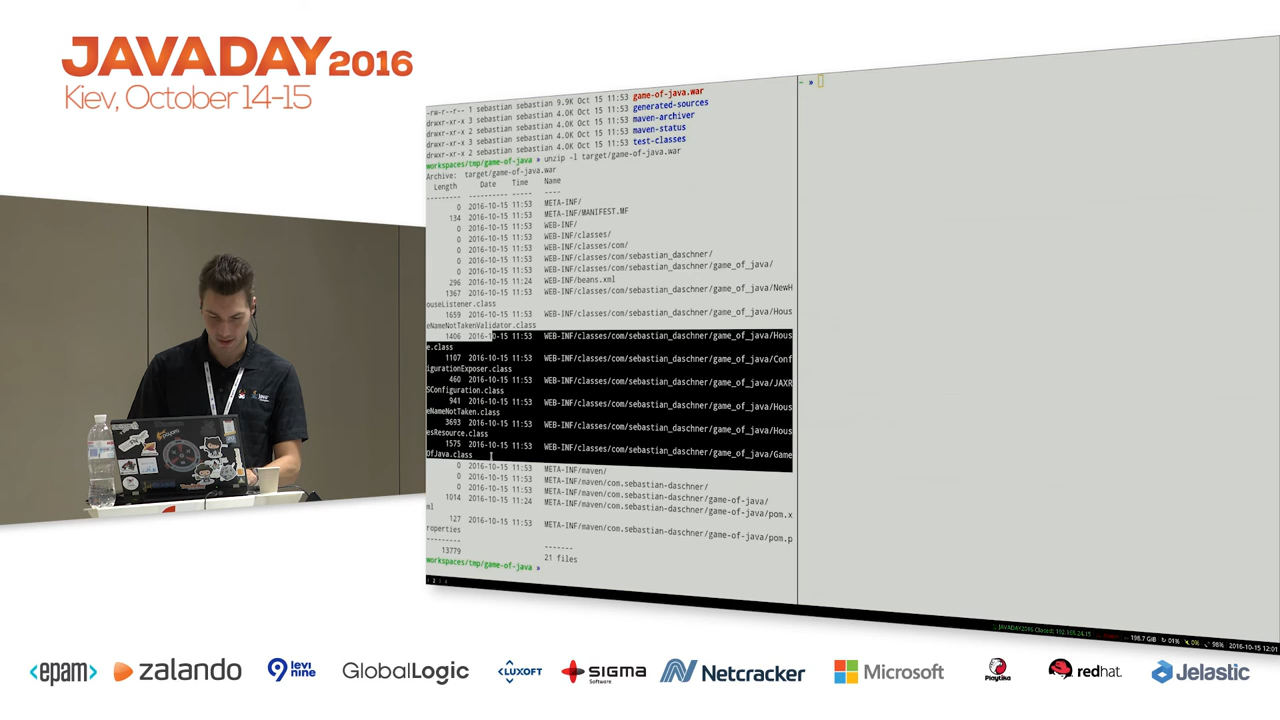 JAVADAY2016
Kiev, October 14-15
-rw-r--r-- 1 sebastian sebastian 9.9K Oct 15 11:53 game-of-java.war
drwxr-xr-x 3 sebastian sebastian 4.0K Oct 15 11:53 generated-sources
drwxr-xr-x 2 sebastian sebastian 4.0K Oct 15 11:53 maven-archiver
drwxr-xr-x 3 sebastian sebastian 4.0K Oct 15 11:53 maven-status
drwxr-xr-x 2 sebastian sebastian 4.0K Oct 15 11:53 test-classes
workspaces/tmp/game-of-java » unzip -l target/game-of-java.war
Archive: target/game-of-java.war
Length Date Time Name
--------- ---------- ----- ----
0 2016-10-15 11:53 META-INF/
134 2016-10-15 11:53 META-INF/MANIFEST.MF
0 2016-10-15 11:53 WEB-INF/
0 2016-10-15 11:53 WEB-INF/classes/
0 2016-10-15 11:53 WEB-INF/classes/com/
0 2016-10-15 11:53 WEB-INF/classes/com/sebastian_daschner/
0 2016-10-15 11:53 WEB-INF/classes/com/sebastian_daschner/game_of_java/
296 2016-10-15 11:24 WEB-INF/beans.xml
1367 2016-10-15 11:53 WEB-INF/classes/com/sebastian_daschner/game_of_java/NewH
ouseListener.class
1659 2016-10-15 11:53 WEB-INF/classes/com/sebastian_daschner/game_of_java/Hous
eNameNotTakenValidator.class
1406 2016-10-15 11:53 WEB-INF/classes/com/sebastian_daschner/game_of_java/Hous
e.class
1107 2016-10-15 11:53 WEB-INF/classes/com/sebastian_daschner/game_of_java/Conf
igurationExposer.class
460 2016-10-15 11:53 WEB-INF/classes/com/sebastian_daschner/game_of_java/JAXR
SConfiguration.class
941 2016-10-15 11:53 WEB-INF/classes/com/sebastian_daschner/game_of_java/Hous
eNameNotTaken.class
3693 2016-10-15 11:53 WEB-INF/classes/com/sebastian_daschner/game_of_java/Hous
esResource.class
1575 2016-10-15 11:53 WEB-INF/classes/com/sebastian_daschner/game_of_java/Game
OfJava.class
0 2016-10-15 11:53 META-INF/maven/
0 2016-10-15 11:53 META-INF/maven/com.sebastian-daschner/
0 2016-10-15 11:53 META-INF/maven/com.sebastian-daschner/game-of-java/
1014 2016-10-15 11:24 META-INF/maven/com.sebastian-daschner/game-of-java/pom.x
ml
127 2016-10-15 11:53 META-INF/maven/com.sebastian-daschner/game-of-java/pom.p
roperties
--------- -------
13779 21 files
workspaces/tmp/game-of-java »
~ »
198.7 GiB 01% 0% 98% 2016-10-15 12:01
<epam> zalando 9 levi nine GlobalLogic LUXOFT SIGMA Software Netcracker Microsoft Playtika redhat. Jelastic